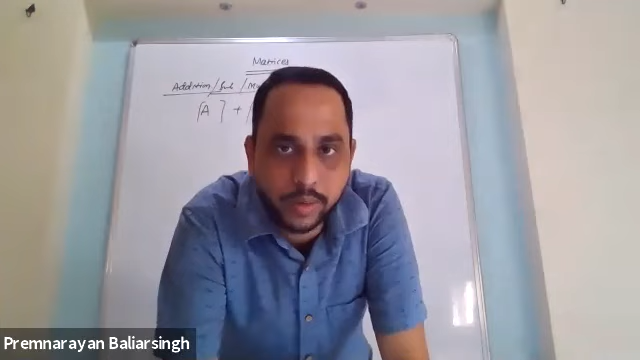 Matrices
Addition / Sub /
[A ] +
Premnarayan Baliarsingh